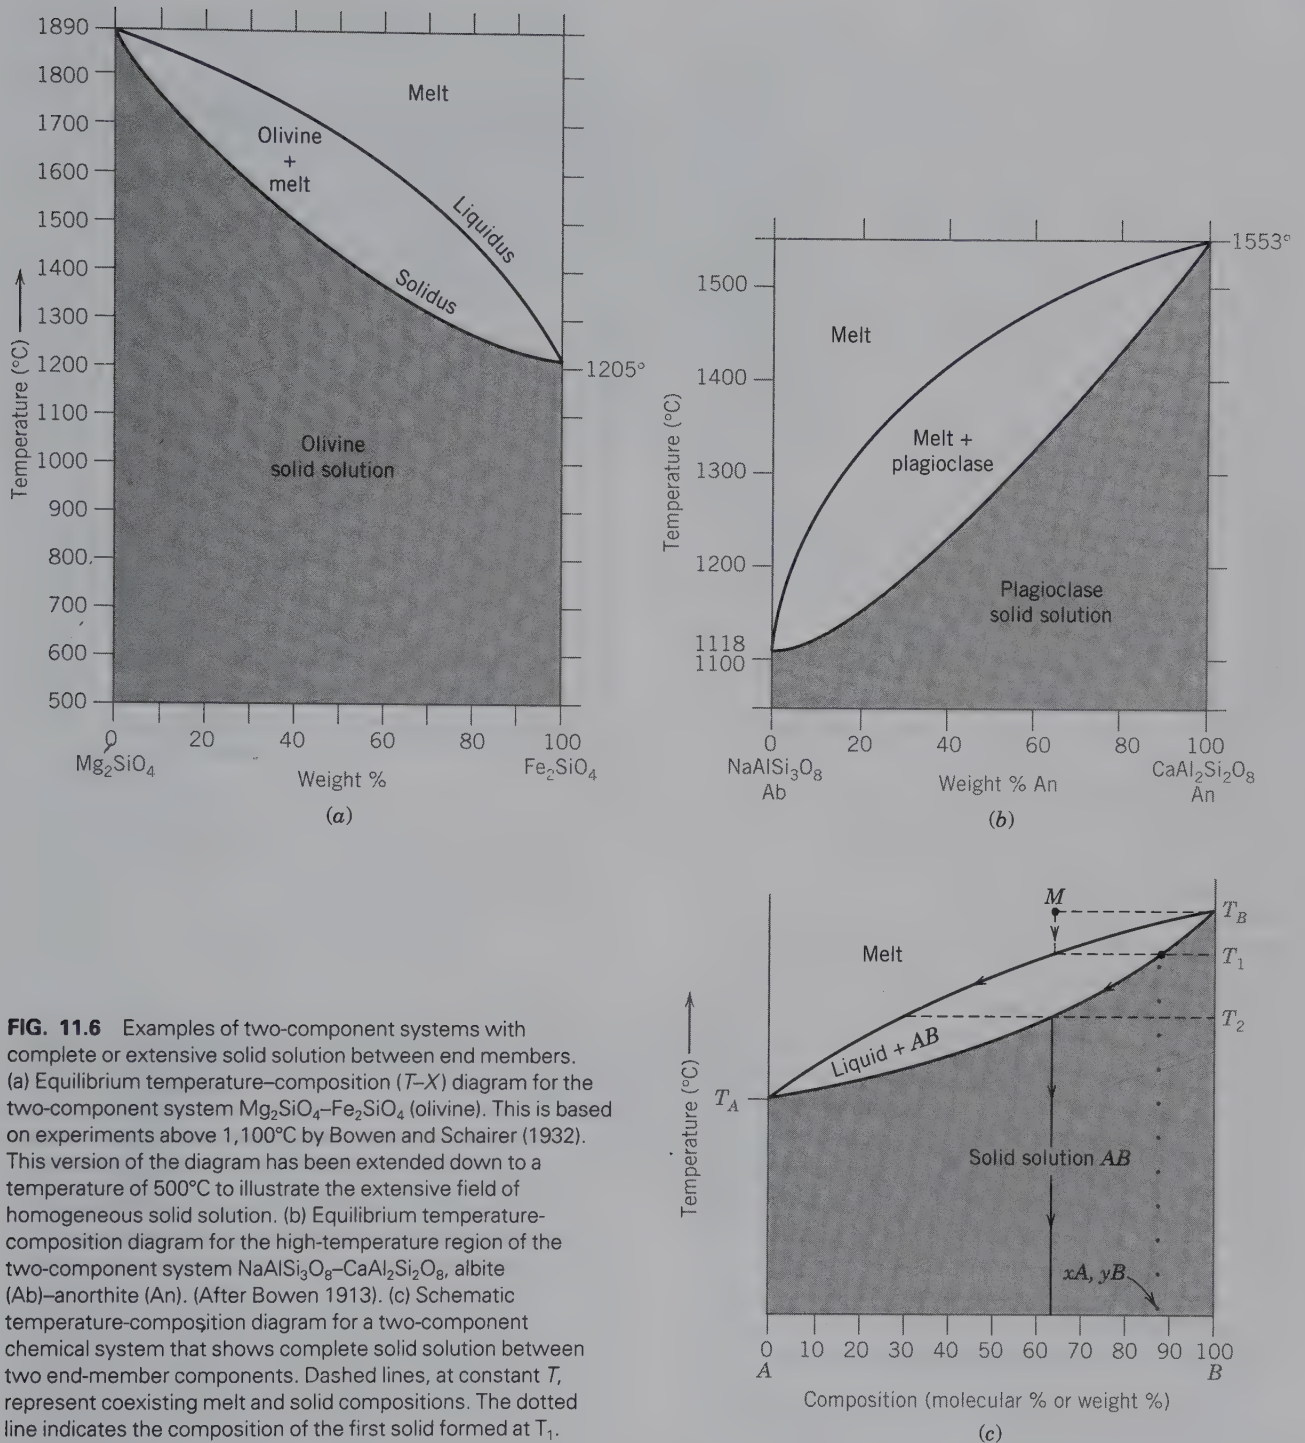 1890
1800
1700
1600
1500
1400
1300
1200
1100
1000
900
800
700
600
500
Temperature (°C)
Melt
Olivine
+
melt
Liquidus
Solidus
1205°
Olivine
solid solution
0 20 40 60 80 100
Mg₂SiO₄ Weight % Fe₂SiO₄
(a)
1553°
1500
1400
1300
1200
1118
1100
Temperature (°C)
Melt
Melt +
plagioclase
Plagioclase
solid solution
0 20 40 60 80 100
NaAlSi₃O₈ Weight % An CaAl₂Si₂O₈
Ab An
(b)
FIG. 11.6 Examples of two-component systems with
complete or extensive solid solution between end members.
(a) Equilibrium temperature–composition (T–X) diagram for the
two-component system Mg₂SiO₄–Fe₂SiO₄ (olivine). This is based
on experiments above 1,100°C by Bowen and Schairer (1932).
This version of the diagram has been extended down to a
temperature of 500°C to illustrate the extensive field of
homogeneous solid solution. (b) Equilibrium temperature-
composition diagram for the high-temperature region of the
two-component system NaAlSi₃O₈–CaAl₂Si₂O₈, albite
(Ab)–anorthite (An). (After Bowen 1913). (c) Schematic
temperature-composition diagram for a two-component
chemical system that shows complete solid solution between
two end-member components. Dashed lines, at constant T,
represent coexisting melt and solid compositions. The dotted
line indicates the composition of the first solid formed at T₁.
M
T_B
Melt
T₁
T₂
Liquid + AB
T_A
Temperature (°C)
Solid solution AB
xA, yB
0 10 20 30 40 50 60 70 80 90 100
A B
Composition (molecular % or weight %)
(c)